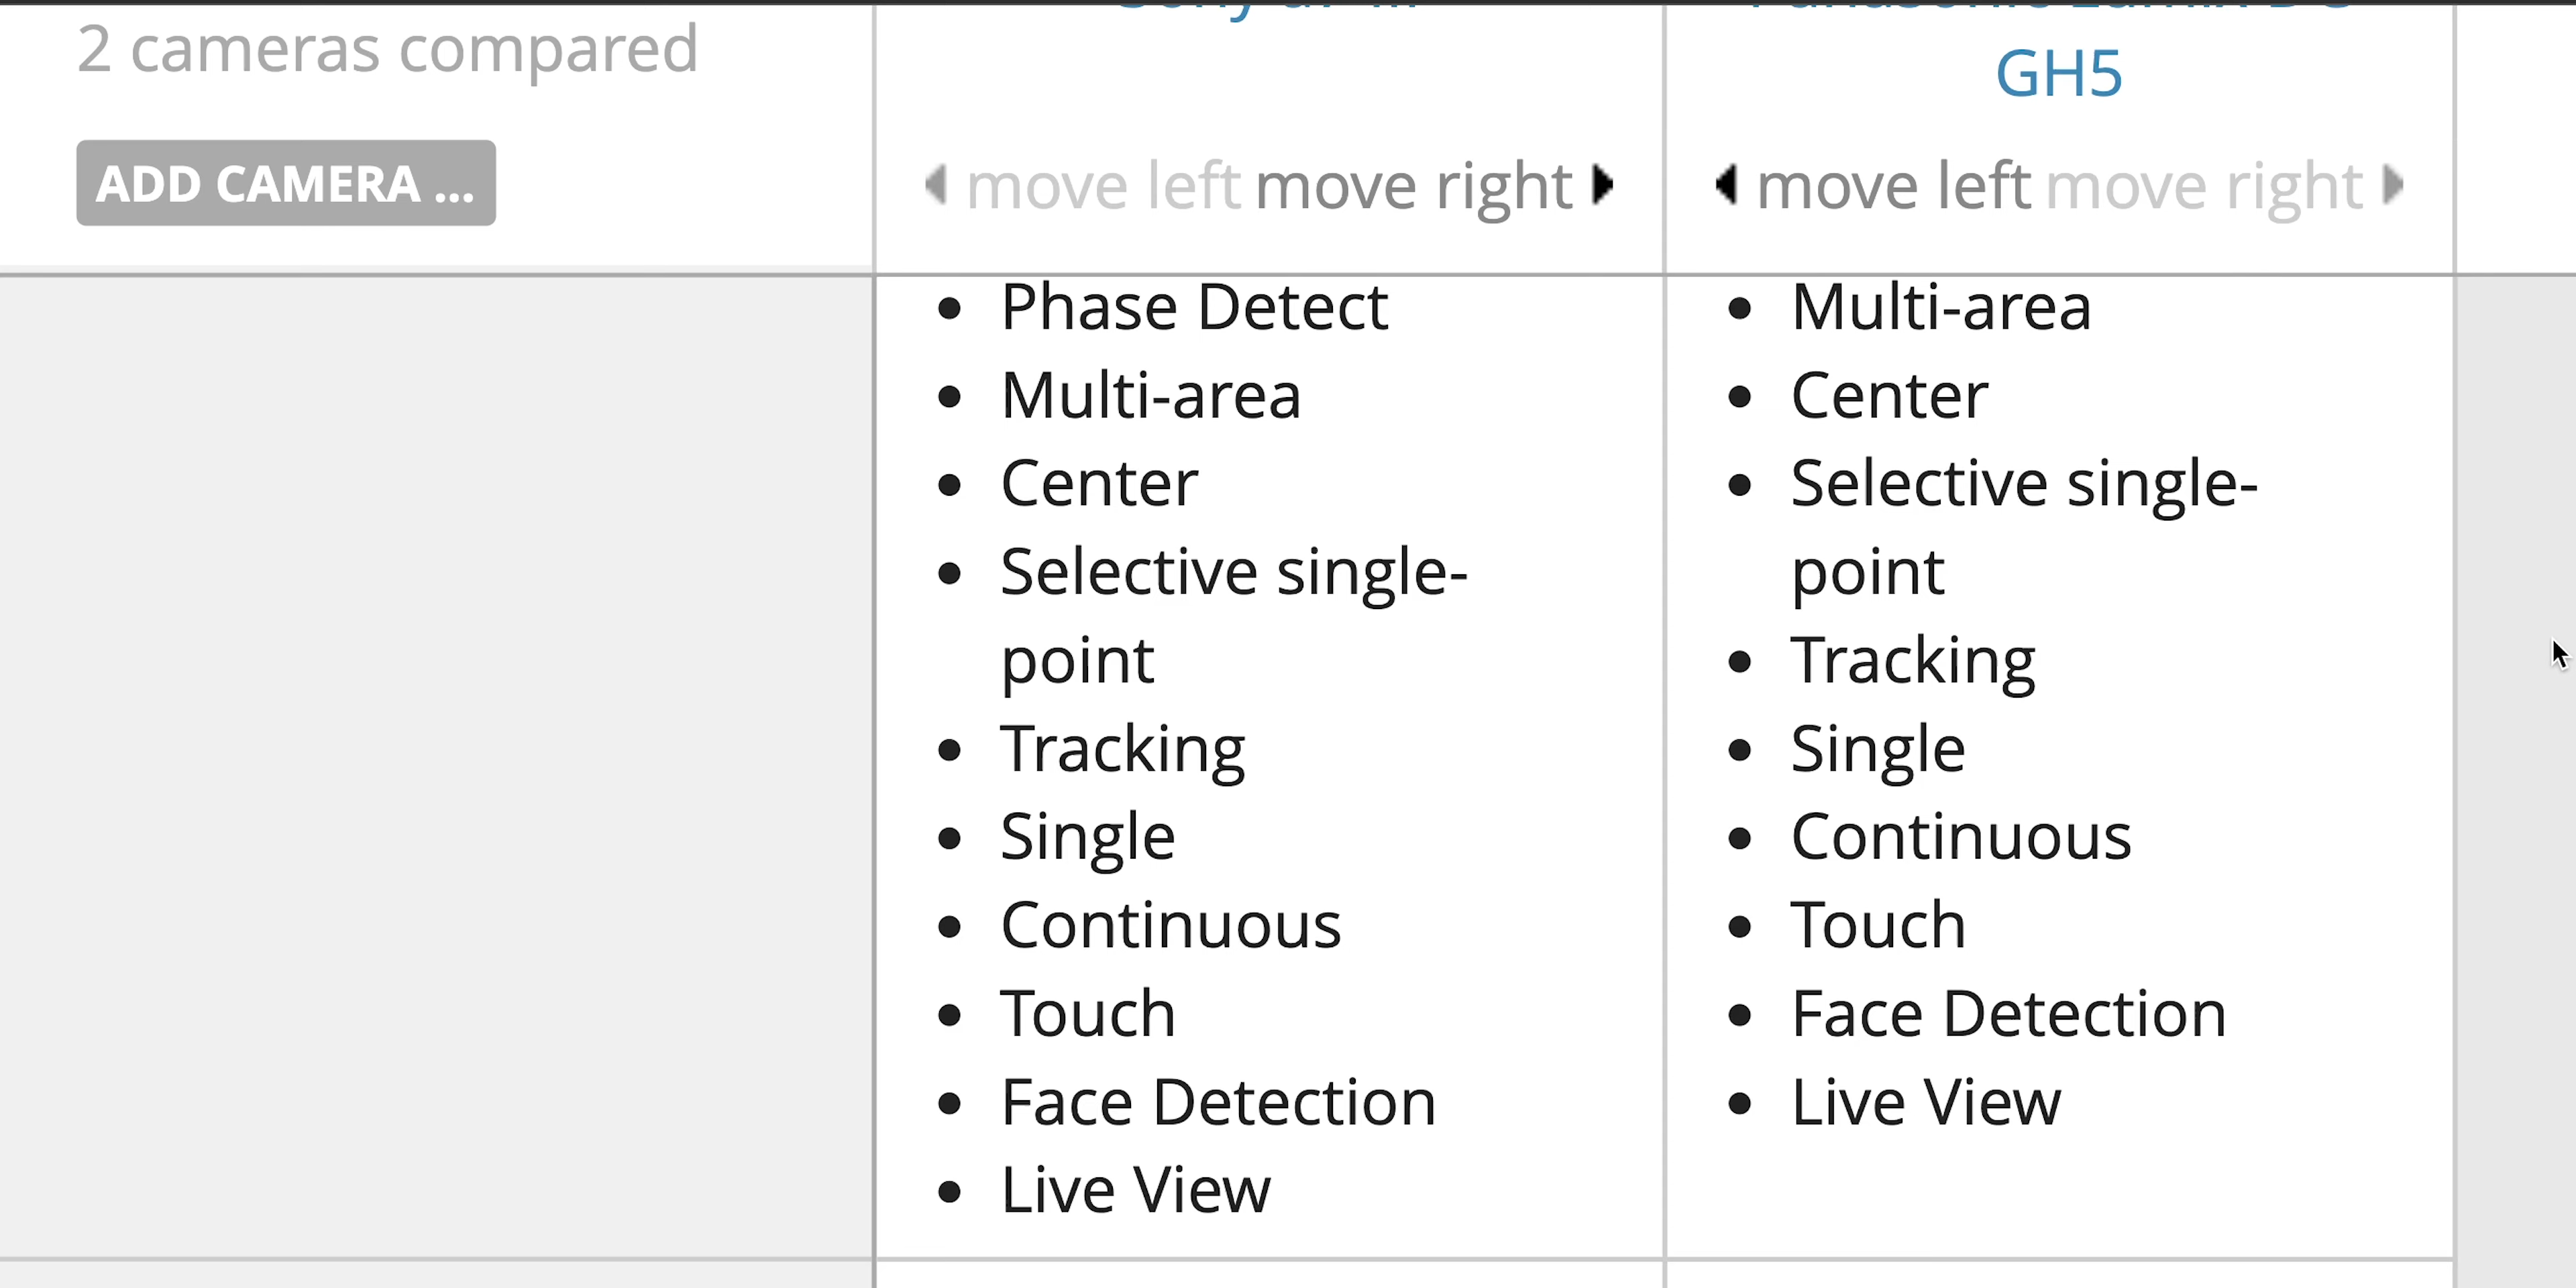 2 cameras compared
GH5
ADD CAMERA ...
move left move right
move left move right
Phase Detect
Multi-area
Center
Selective single-
point
Tracking
Single
Continuous
Touch
Face Detection
Live View
Multi-area
Center
Selective single-
point
Tracking
Single
Continuous
Touch
Face Detection
Live View